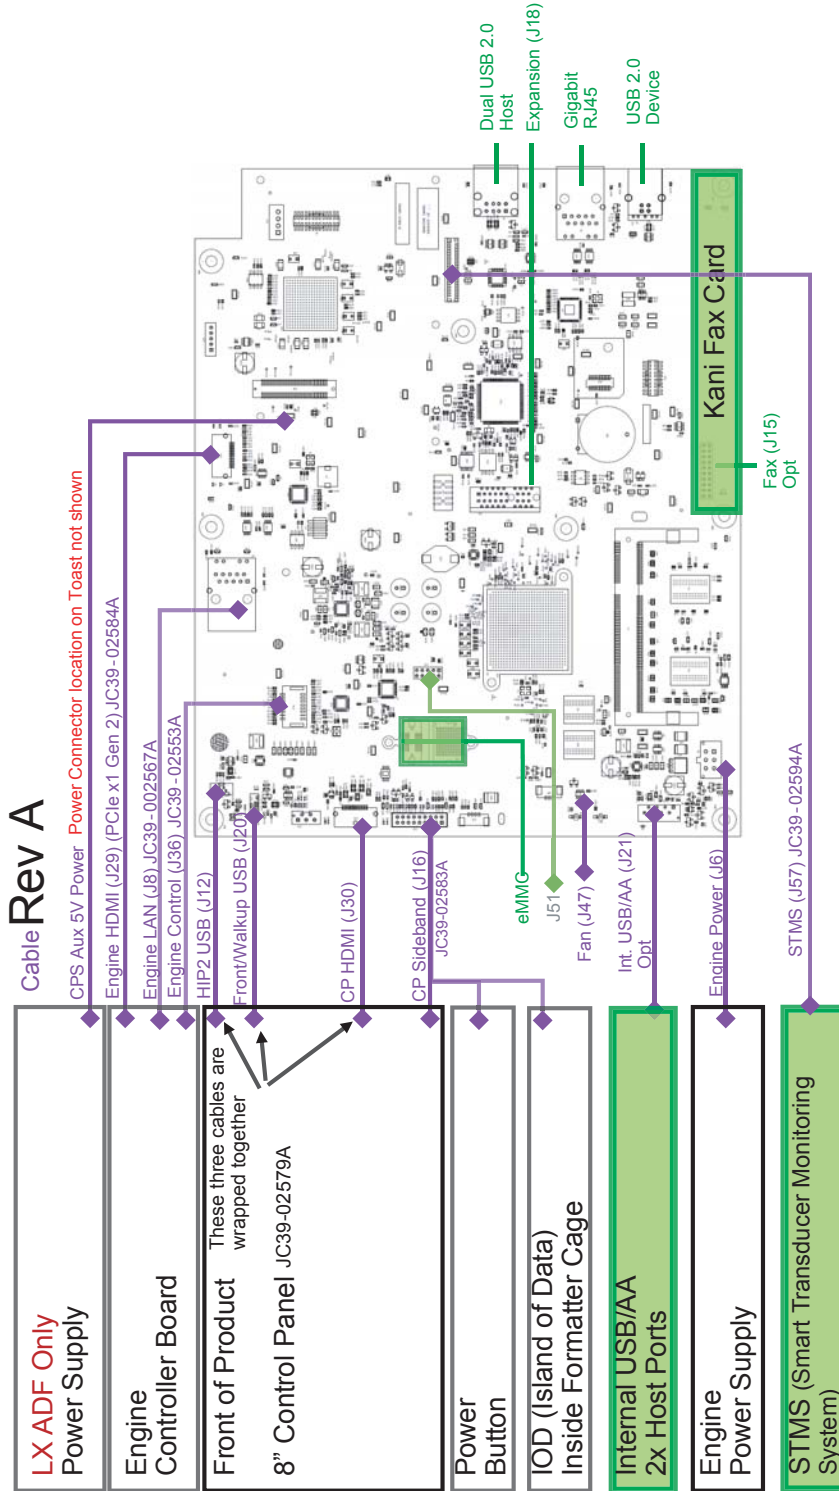 Cable Rev A
LX ADF Only
Power Supply
CPS Aux 5V Power Power Connector location on Toast not shown
Engine
Controller Board
Engine HDMI (J29) (PCIe x1 Gen 2) JC39-02584A
Engine LAN (J8) JC39-002567A
Engine Control (J36) JC39-02553A
Front of Product
8” Control Panel JC39-02579A
These three cables are
wrapped together
HIP2 USB (J12)
Front/Walkup USB (J20)
CP HDMI (J30)
CP Sideband (J16)
JC39-02583A
Power
Button
IOD (Island of Data)
Inside Formatter Cage
eMMC
J51
Fan (J47)
Internal USB/AA
2x Host Ports
Int. USB/AA (J21)
Opt
Engine
Power Supply
Engine Power (J6)
STMS (Smart Transducer Monitoring
System)
STMS (J57) JC39-02594A
Dual USB 2.0
Host
Expansion (J18)
Gigabit
RJ45
USB 2.0
Device
Kani Fax Card
Fax (J15)
Opt